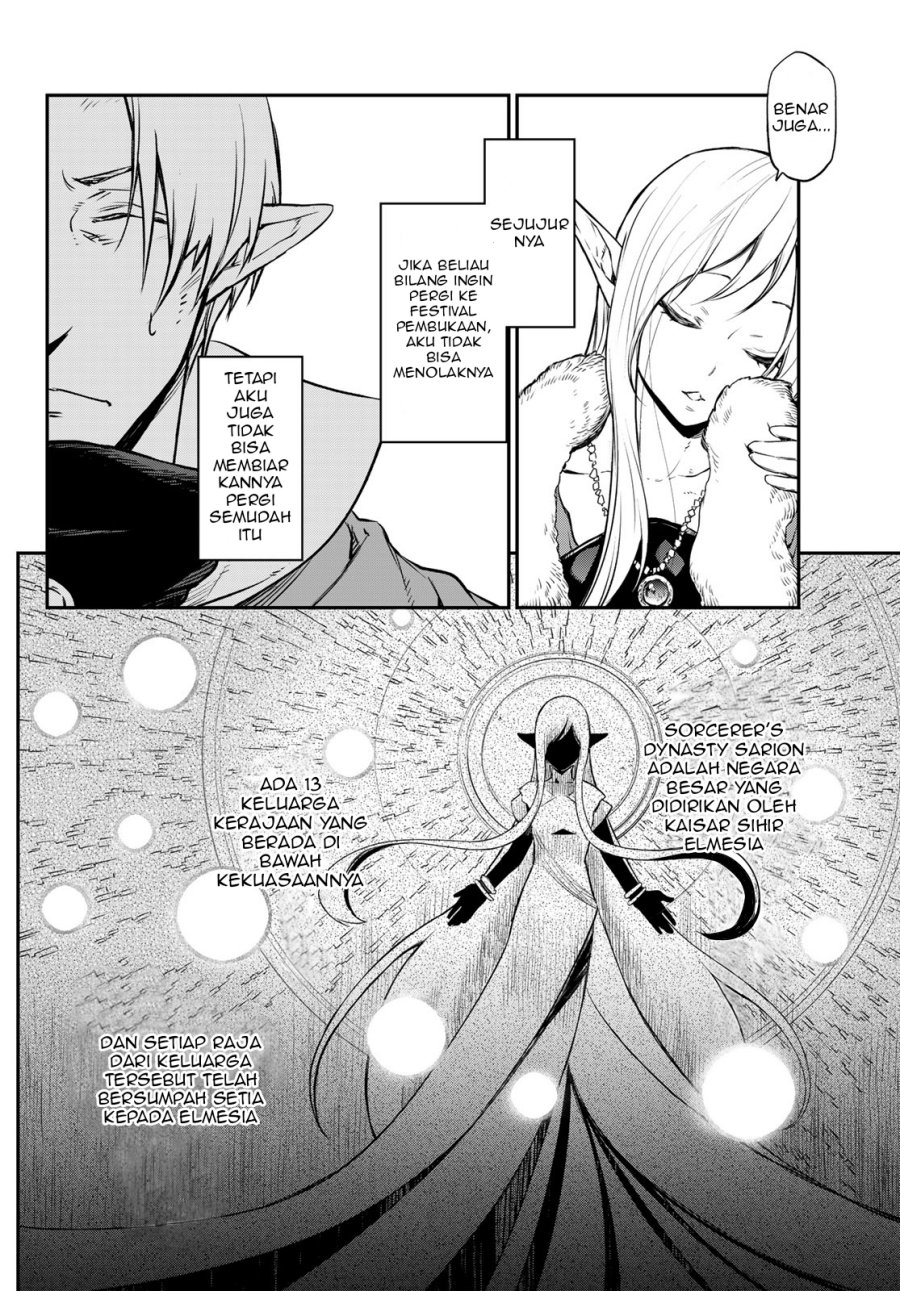 BENAR
JUGA...
SEJUJUR
NYA
JIKA BELIAU
BILANG INGIN
PERGI KE
FESTIVAL
PEMBUKAAN,
AKU TIDAK
BISA
MENOLAKNYA
TETAPI
AKU
JUGA
TIDAK
BISA
MEMBIAR
KANNYA
PERGI
SEMUDAH
ITU
SORCERER'S
DYNASTY SARION
ADALAH NEGARA
BESAR YANG
DIDIRIKAN OLEH
KAISAR SIHIR
ELMESIA
ADA 13
KELUARGA
KERAJAAN YANG
BERADA DI
BAWAH
KEKUASAANNYA
DAN SETIAP RAJA
DARI KELUARGA
TERSEBUT TELAH
BERSUMPAH SETIA
KEPADA ELMESIA